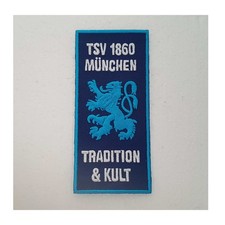 TSV 1860
MÜNCHEN
TRADITION
& KULT